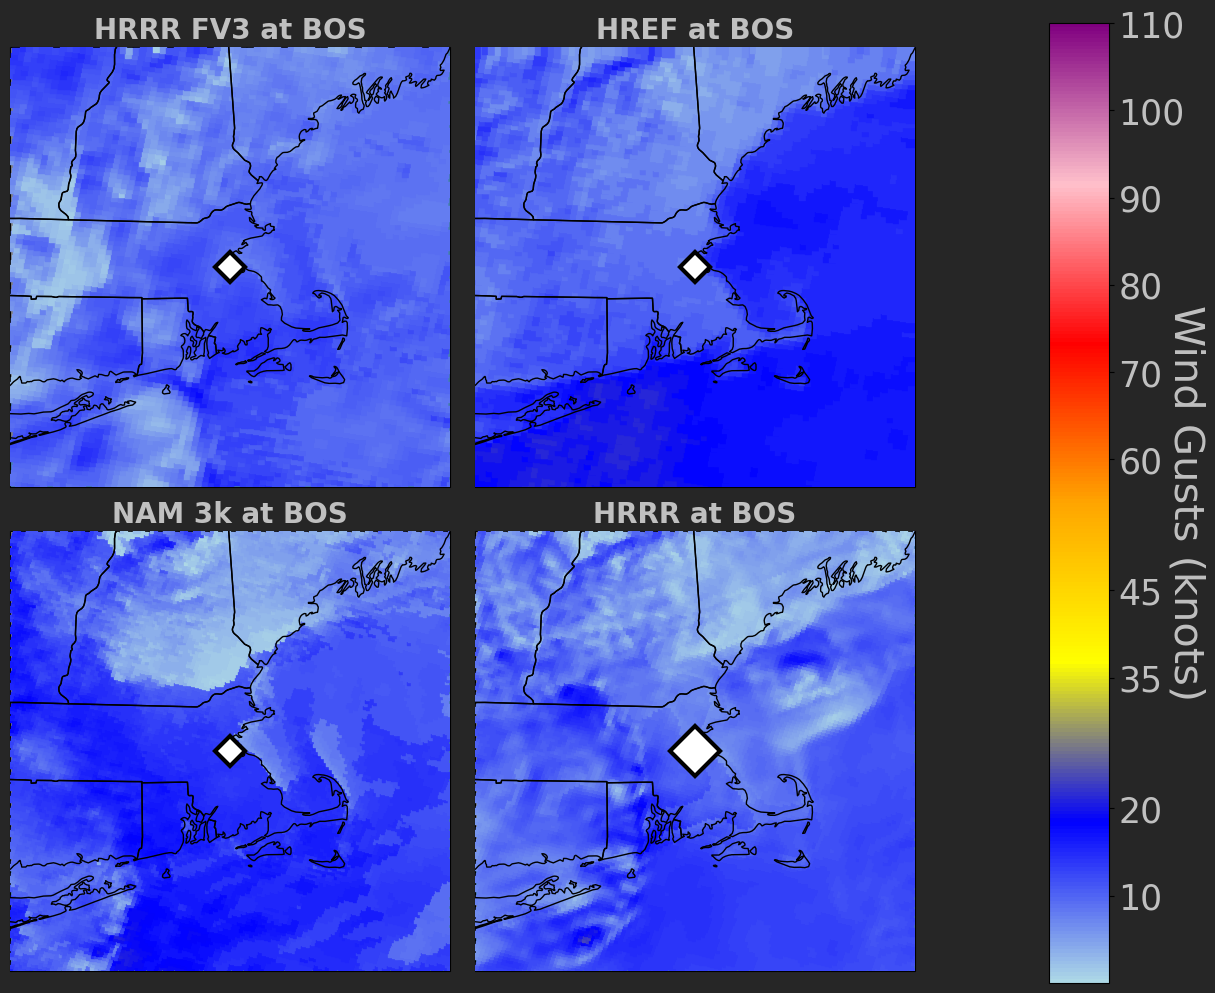 HRRR FV3 at BOS
HREF at BOS
NAM 3k at BOS
HRRR at BOS
110
100
90
80
70
60
45
35
20
10
Wind Gusts (knots)